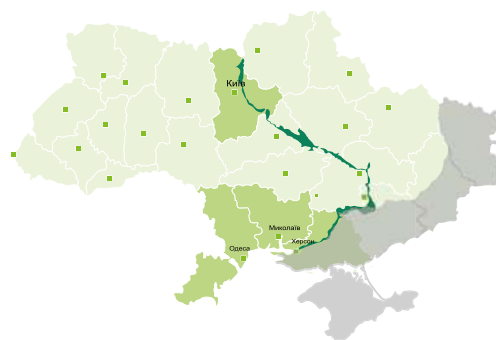 Київ
Миколаїв
Херсон
Одеса